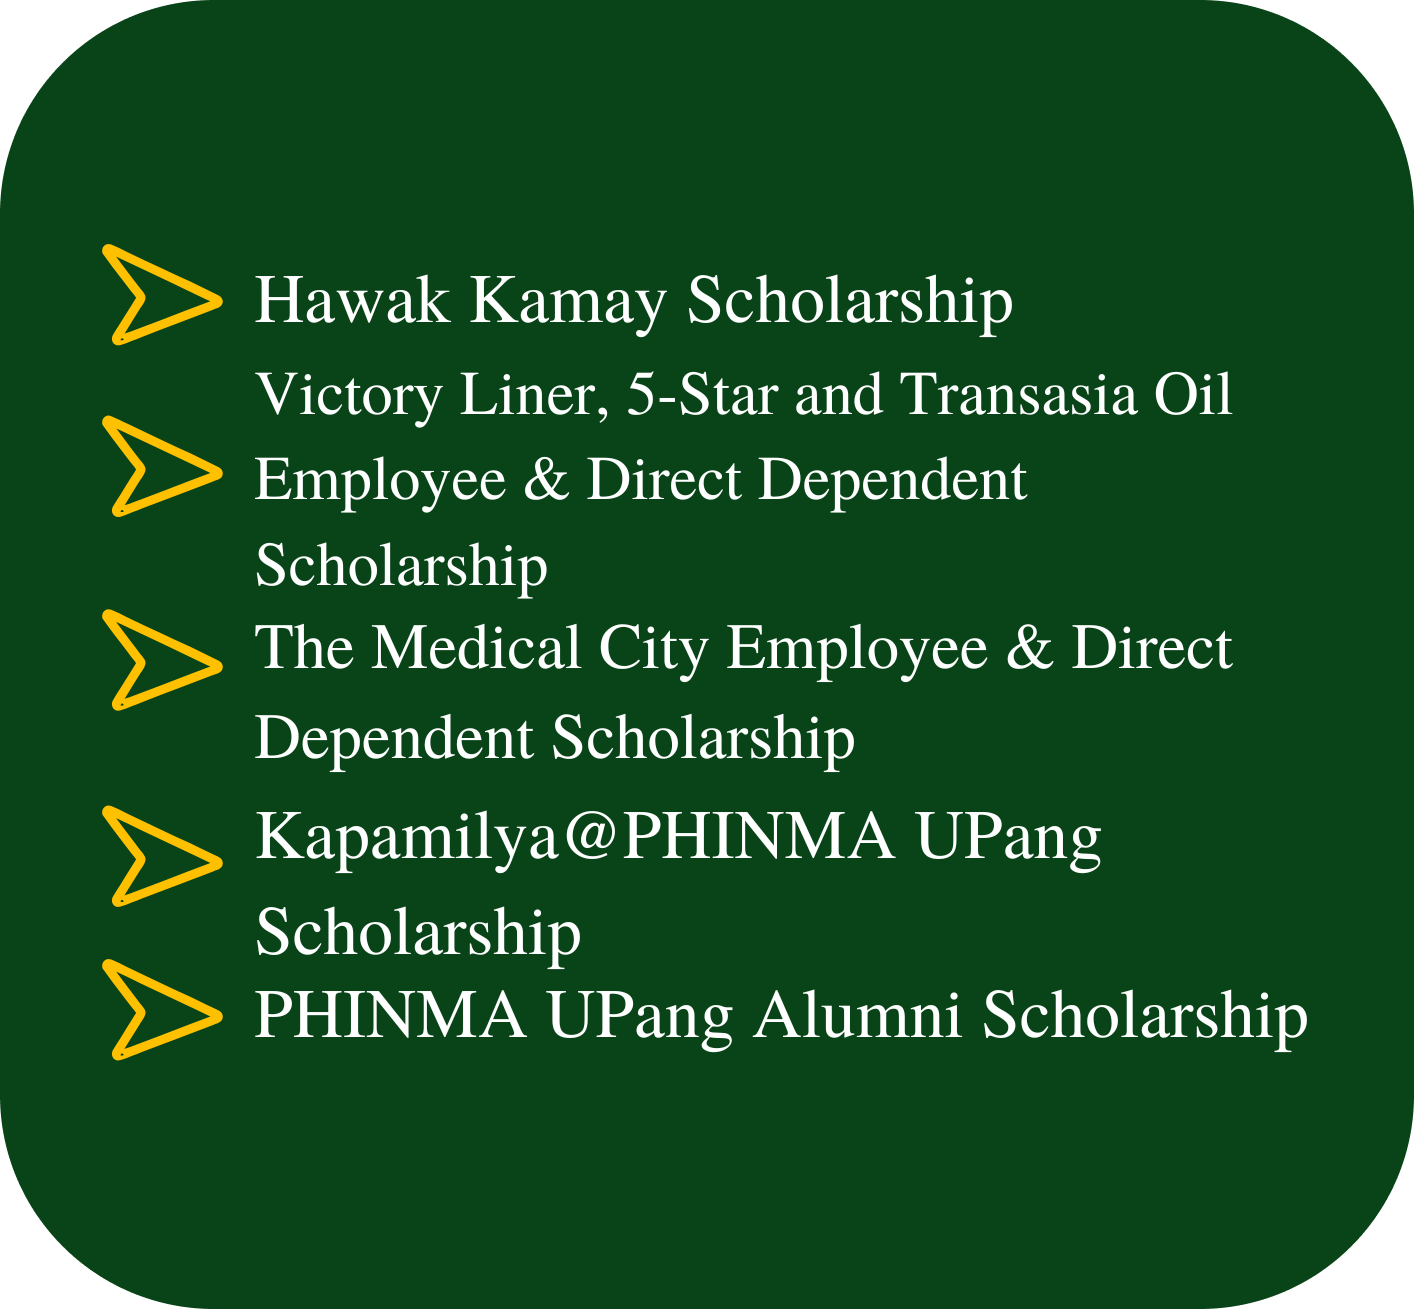 Hawak Kamay Scholarship
Victory Liner, 5-Star and Transasia Oil
Employee & Direct Dependent
Scholarship
The Medical City Employee & Direct
Dependent Scholarship
Kapamilya@PHINMA UPang
Scholarship
PHINMA UPang Alumni Scholarship